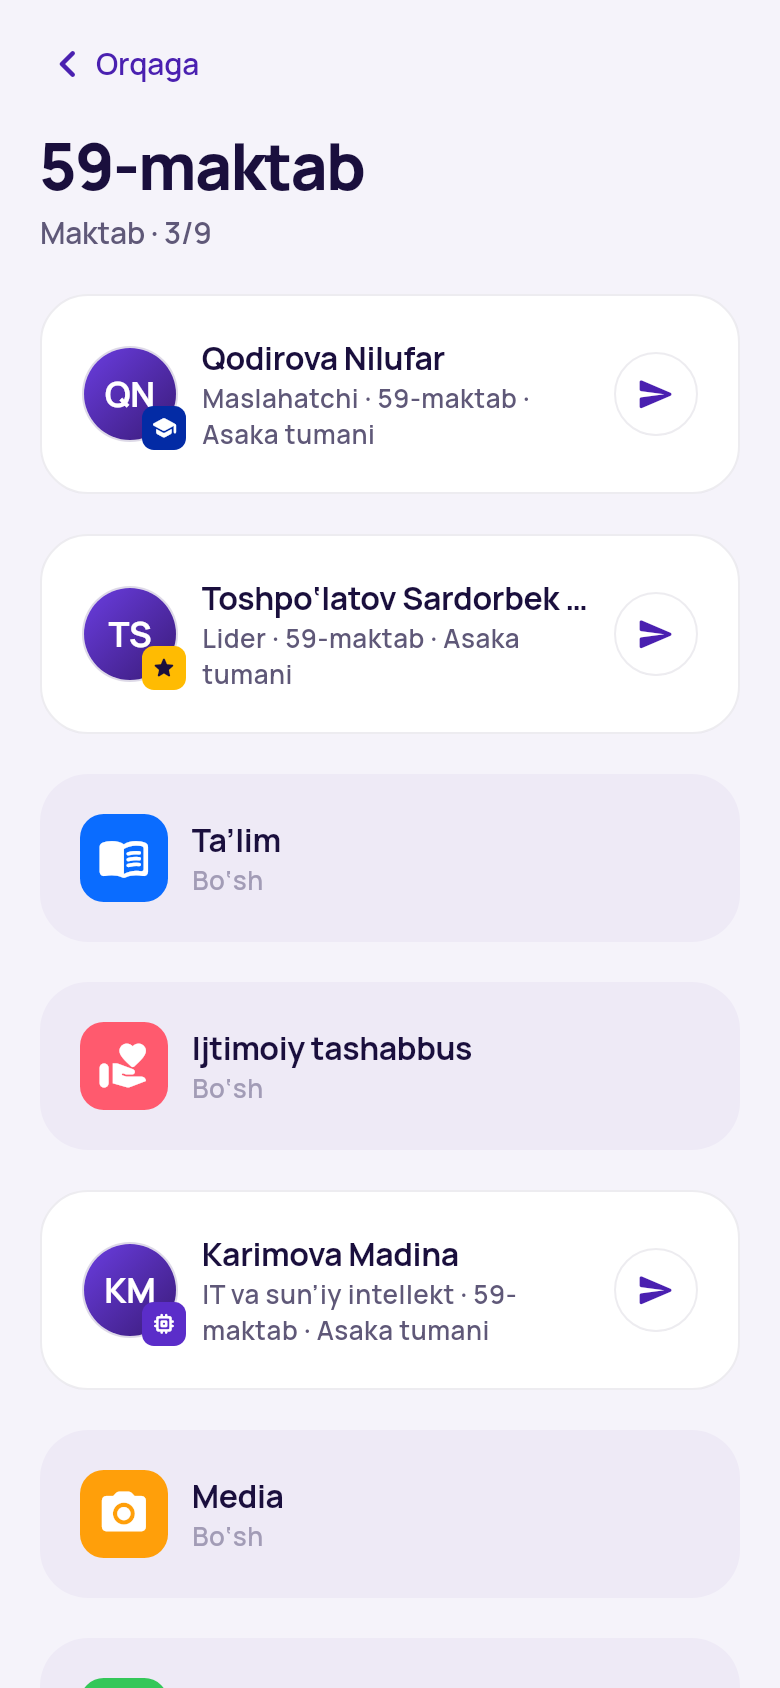 Orqaga
59-maktab
Maktab · 3/9
QN
Qodirova Nilufar
Maslahatchi · 59-maktab ·
Asaka tumani
TS
Toshpo‘latov Sardorbek ...
Lider · 59-maktab · Asaka
tumani
Ta’lim
Bo‘sh
Ijtimoiy tashabbus
Bo‘sh
KM
Karimova Madina
IT va sun’iy intellekt · 59-
maktab · Asaka tumani
Media
Bo‘sh